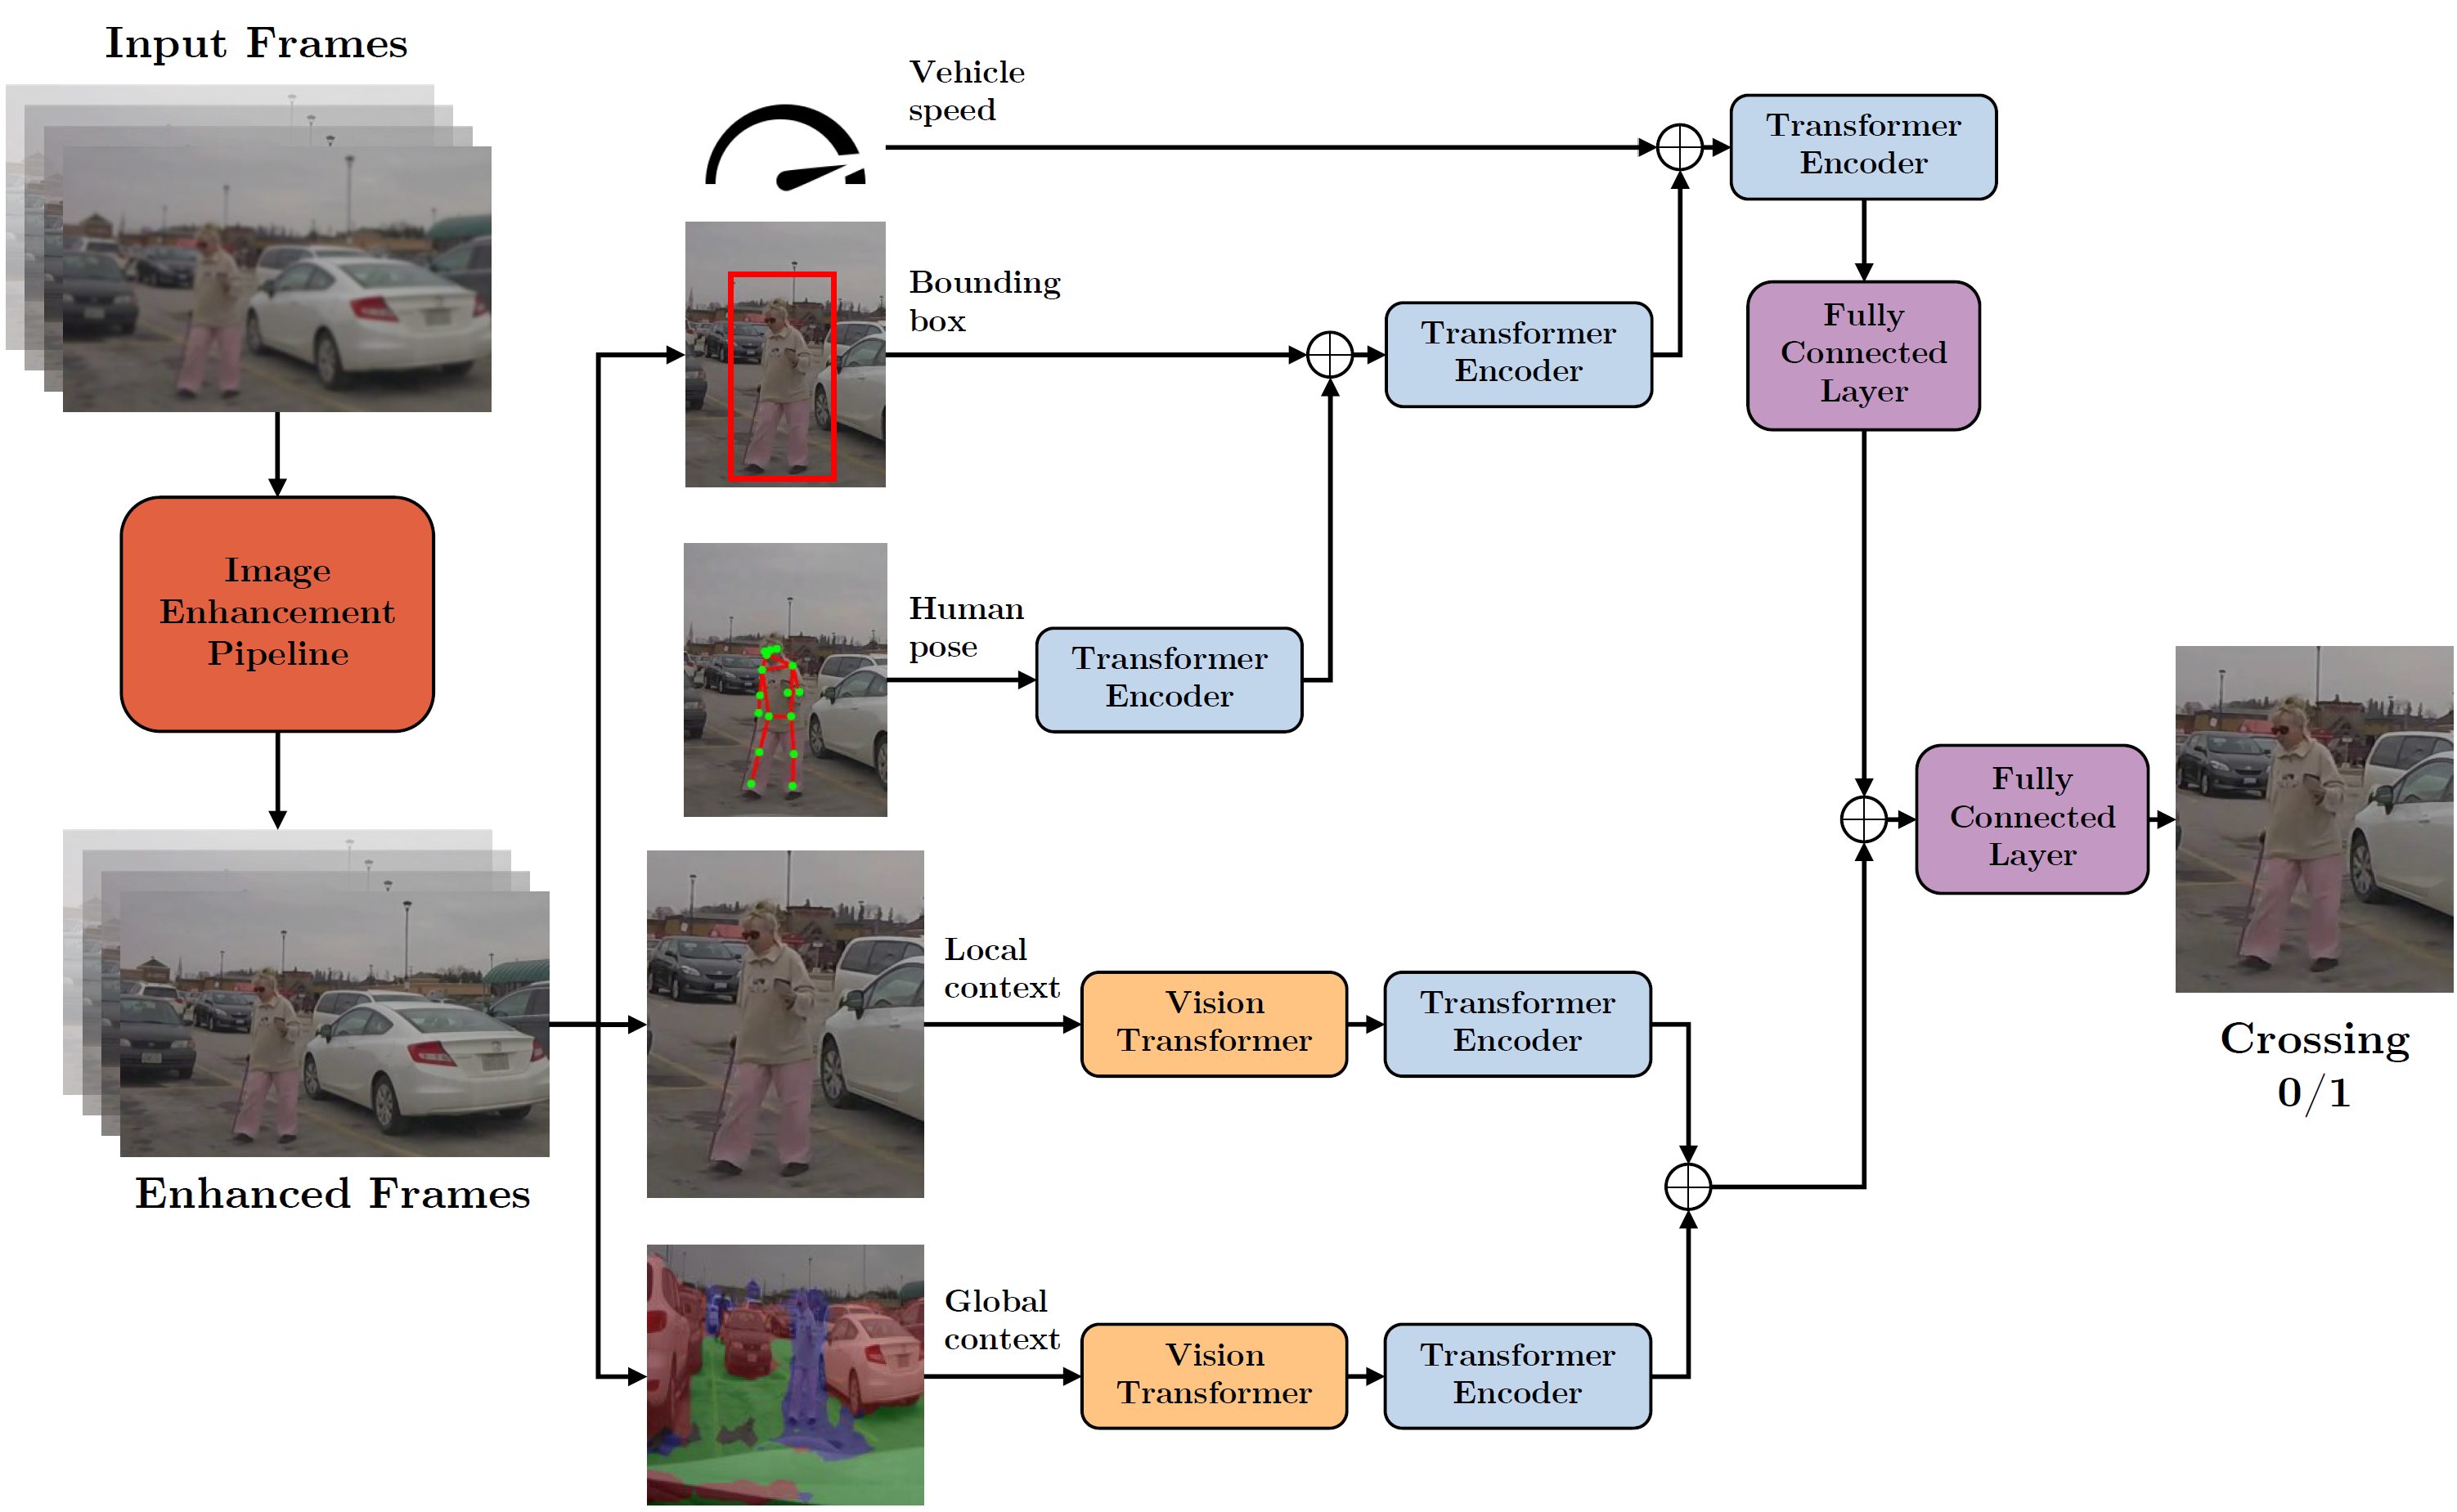 Input Frames
Image
Enhancement
Pipeline
Enhanced Frames
Vehicle
speed
Bounding
box
Human
pose
Local
context
Global
context
Transformer
Encoder
Transformer
Encoder
Transformer
Encoder
Vision
Transformer
Transformer
Encoder
Vision
Transformer
Transformer
Encoder
Fully
Connected
Layer
Fully
Connected
Layer
Crossing
0/1